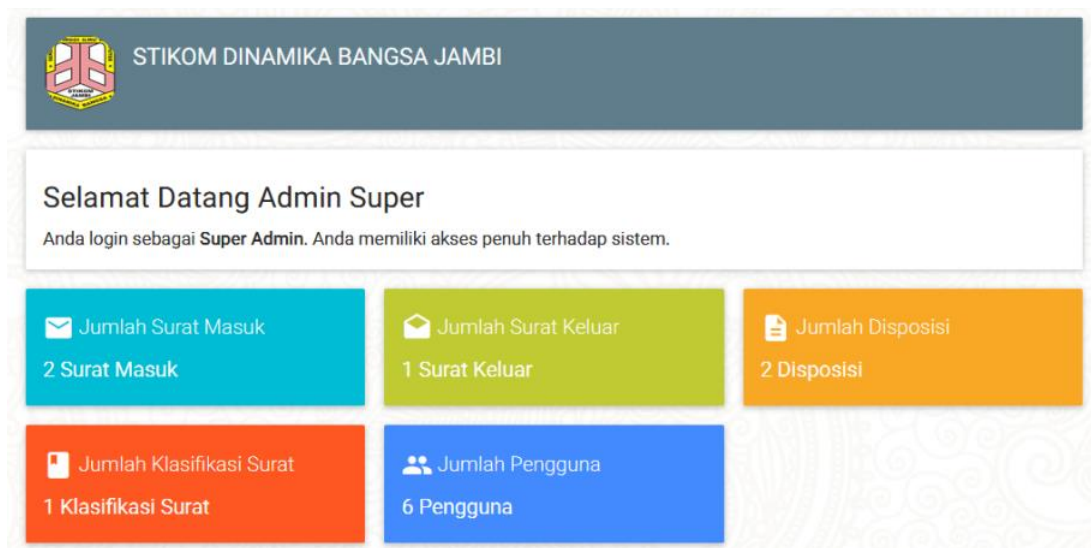 STIKOM DINAMIKA BANGSA JAMBI
Selamat Datang Admin Super
Anda login sebagai Super Admin. Anda memiliki akses penuh terhadap sistem.
Jumlah Surat Masuk
2 Surat Masuk
Jumlah Surat Keluar
1 Surat Keluar
Jumlah Disposisi
2 Disposisi
Jumlah Klasifikasi Surat
1 Klasifikasi Surat
Jumlah Pengguna
6 Pengguna